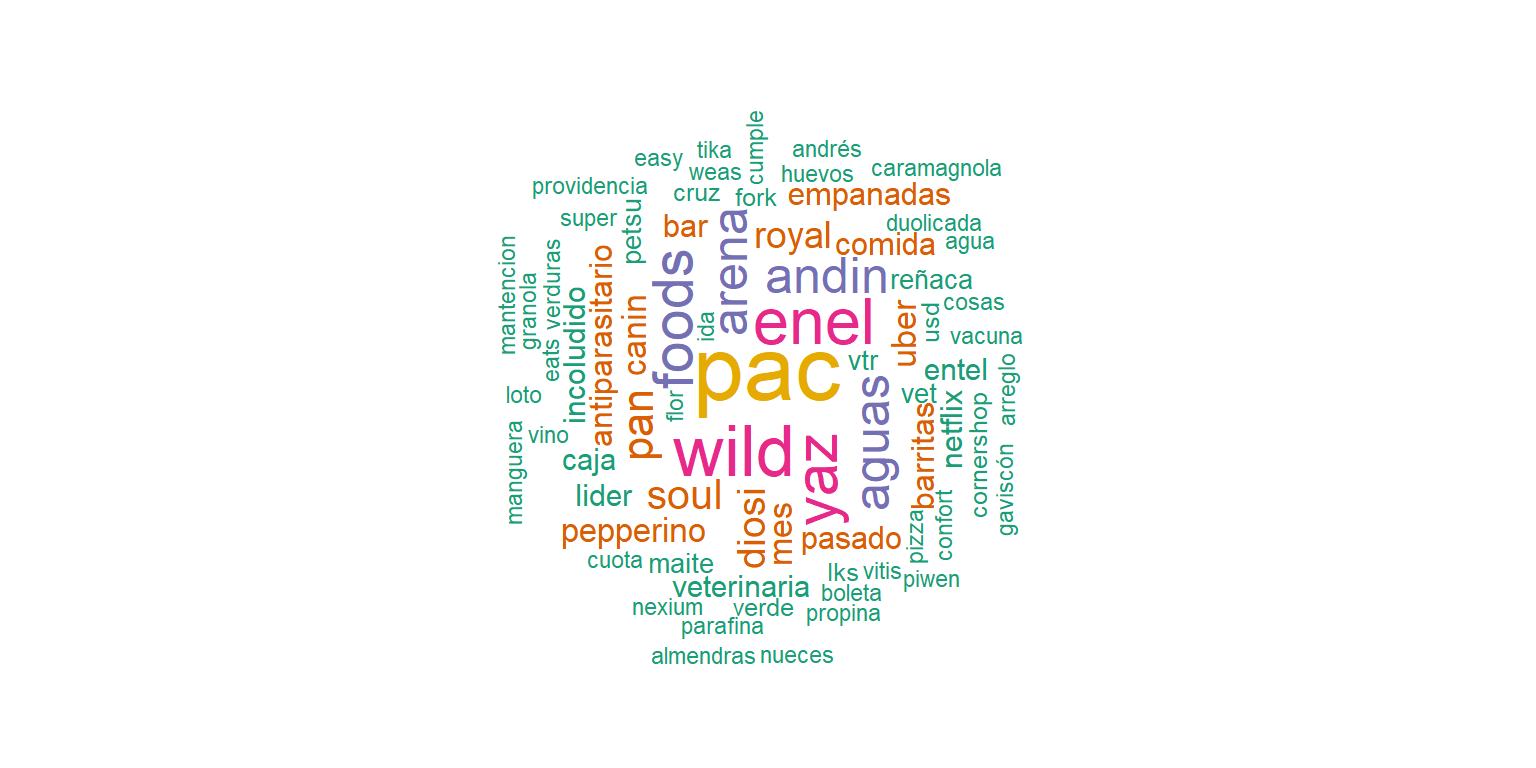 cumple
tika
andrés
easy
weas
huevos
caramagnola
providencia
cruz
fork
empanadas
super
petsu
bar
arena
royal
comida
duolicada
agua
mantencion
granola
eats
verduras
incoludido
antiparasitario
canin
foods
ida
andin
reñaca
enel
uber
usd
cosas
vacuna
pac
vtr
entel
vet
arreglo
loto
pan
flor
aguas
barritas
netflix
cornershop
gaviscón
manguera
vino
caja
wild
yaz
lider
soul
diosi
mes
pepperino
pasado
pizza
confort
cuota
maite
lks
vitis
piwen
veterinaria
boleta
nexium
verde
propina
parafina
almendras
nueces